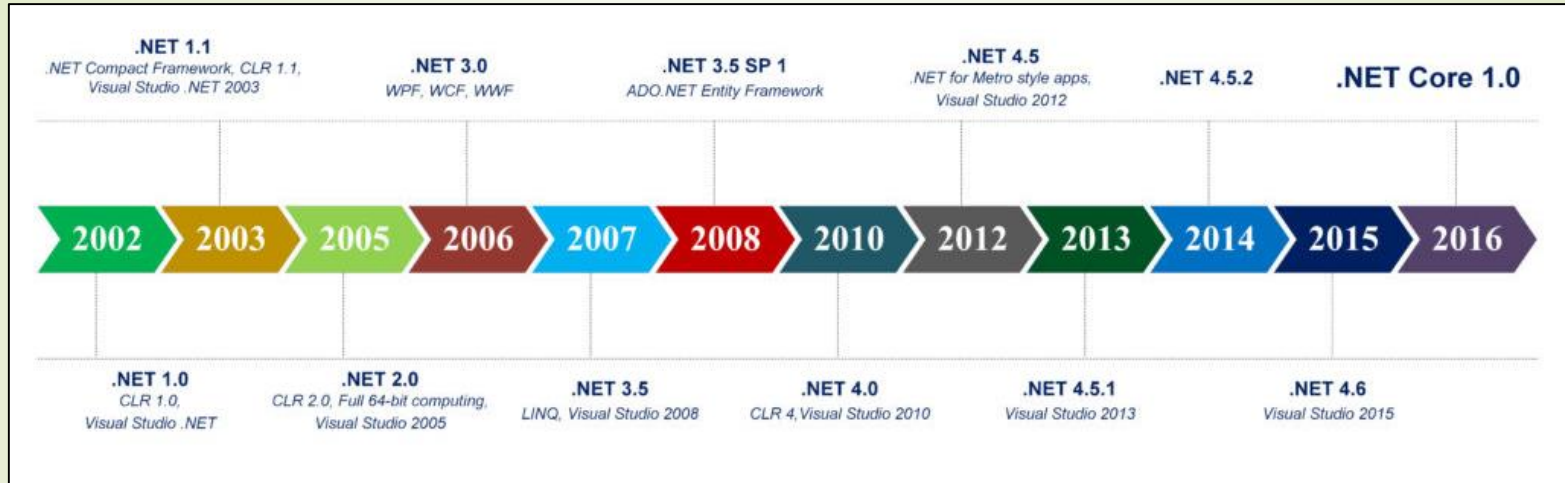 .NET 1.1
.NET Compact Framework, CLR 1.1,
Visual Studio .NET 2003
.NET 3.0
WPF, WCF, WWF
.NET 3.5 SP 1
ADO.NET Entity Framework
.NET 4.5
.NET for Metro style apps,
Visual Studio 2012
.NET 4.5.2
.NET Core 1.0
2002 2003 2005 2006 2007 2008 2010 2012 2013 2014 2015 2016
.NET 1.0
CLR 1.0,
Visual Studio .NET
.NET 2.0
CLR 2.0, Full 64-bit computing,
Visual Studio 2005
.NET 3.5
LINQ, Visual Studio 2008
.NET 4.0
CLR 4,Visual Studio 2010
.NET 4.5.1
Visual Studio 2013
.NET 4.6
Visual Studio 2015